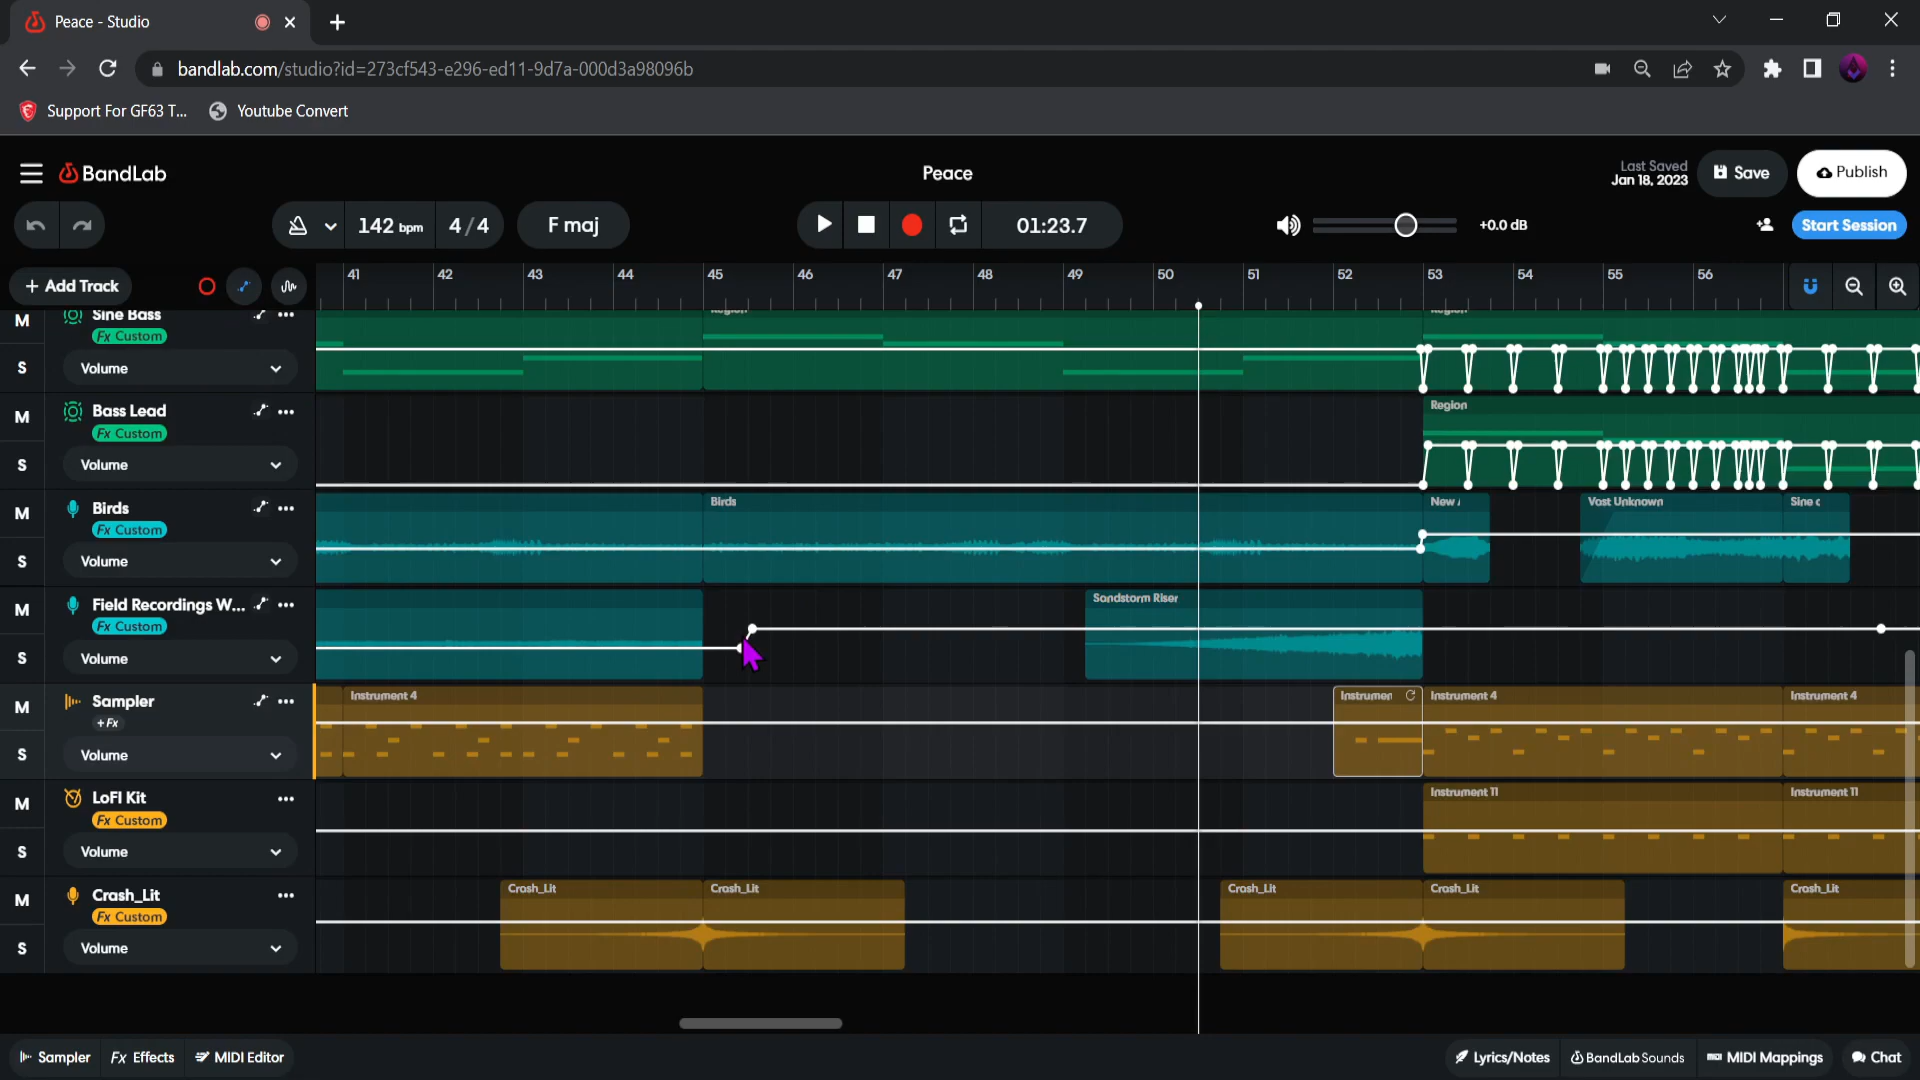 Peace - Studio
bandlab.com/studio?id=273cf543-e296-ed11-9d7a-000d3a98096b
Support For GF63 T...
Youtube Convert
BandLab
Peace
Last Saved
Jan 18, 2023
Save
Publish
142 bpm
4/4
F maj
01:23.7
+0.0 dB
Start Session
+ Add Track
41 42 43 44 45 46 47 48 49 50 51 52 53 54 55 56
M
Sine Bass
Region
Region
Fx Custom
S
Volume
M
Bass Lead
Region
Fx Custom
S
Volume
M
Birds
Birds
New
Vast Unknown
Sine c
Fx Custom
S
Volume
M
Field Recordings W...
Sandstorm Riser
Fx Custom
S
Volume
M
Sampler
Instrument 4
Instrumen
Instrument 4
Instrument 4
+Fx
S
Volume
M
LoFI Kit
Instrument 11
Instrument 11
Fx Custom
S
Volume
M
Crash_Lit
Crash_Lit
Crash_Lit
Crash_Lit
Crash_Lit
Crash_Lit
Fx Custom
S
Volume
Sampler
Fx Effects
MIDI Editor
Lyrics/Notes
BandLab Sounds
MIDI Mappings
Chat